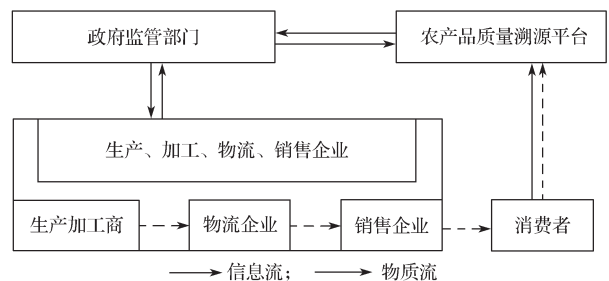 政府监管部门
农产品质量溯源平台
生产、加工、物流、销售企业
生产加工商
物流企业
销售企业
消费者
信息流； 物质流